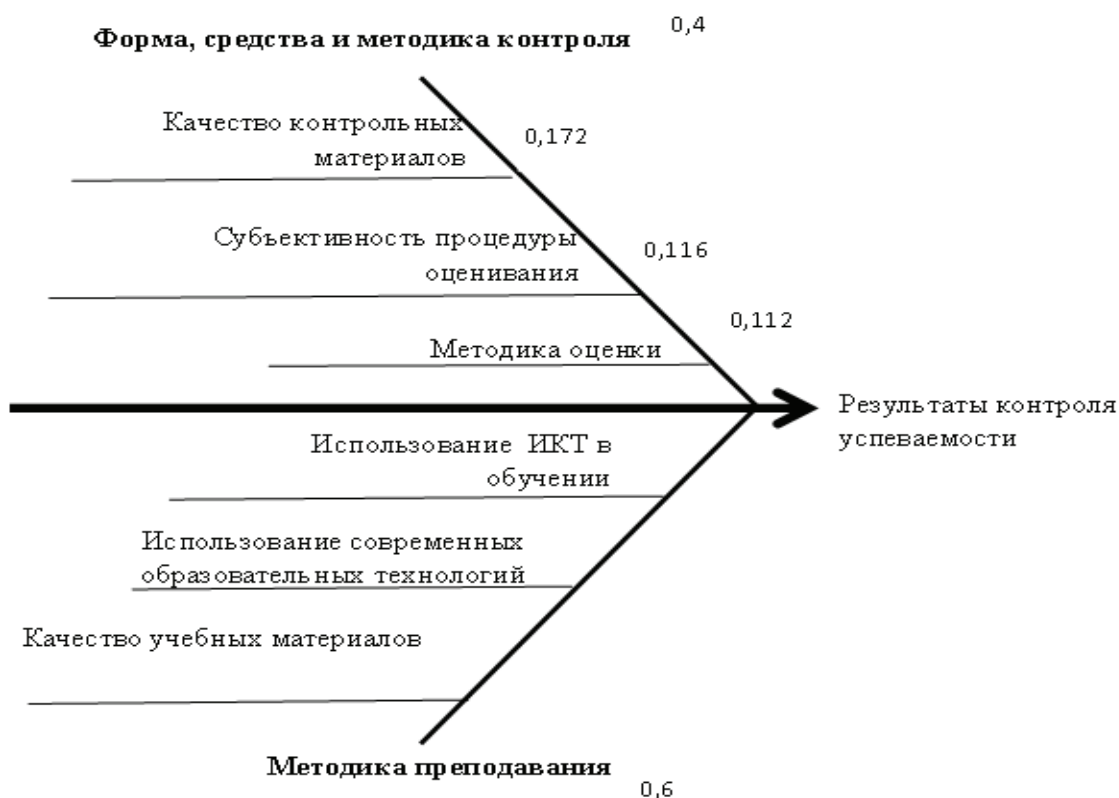 0,4
Форма, средства и методика контроля
Качество контрольных
материалов
0,172
Субъективность процедуры
оценивания
0,116
Методика оценки
0,112
Результаты контроля
успеваемости
Использование ИКТ в
обучении
Использование современных
образовательных технологий
Качество учебных материалов
Методика преподавания
0,6